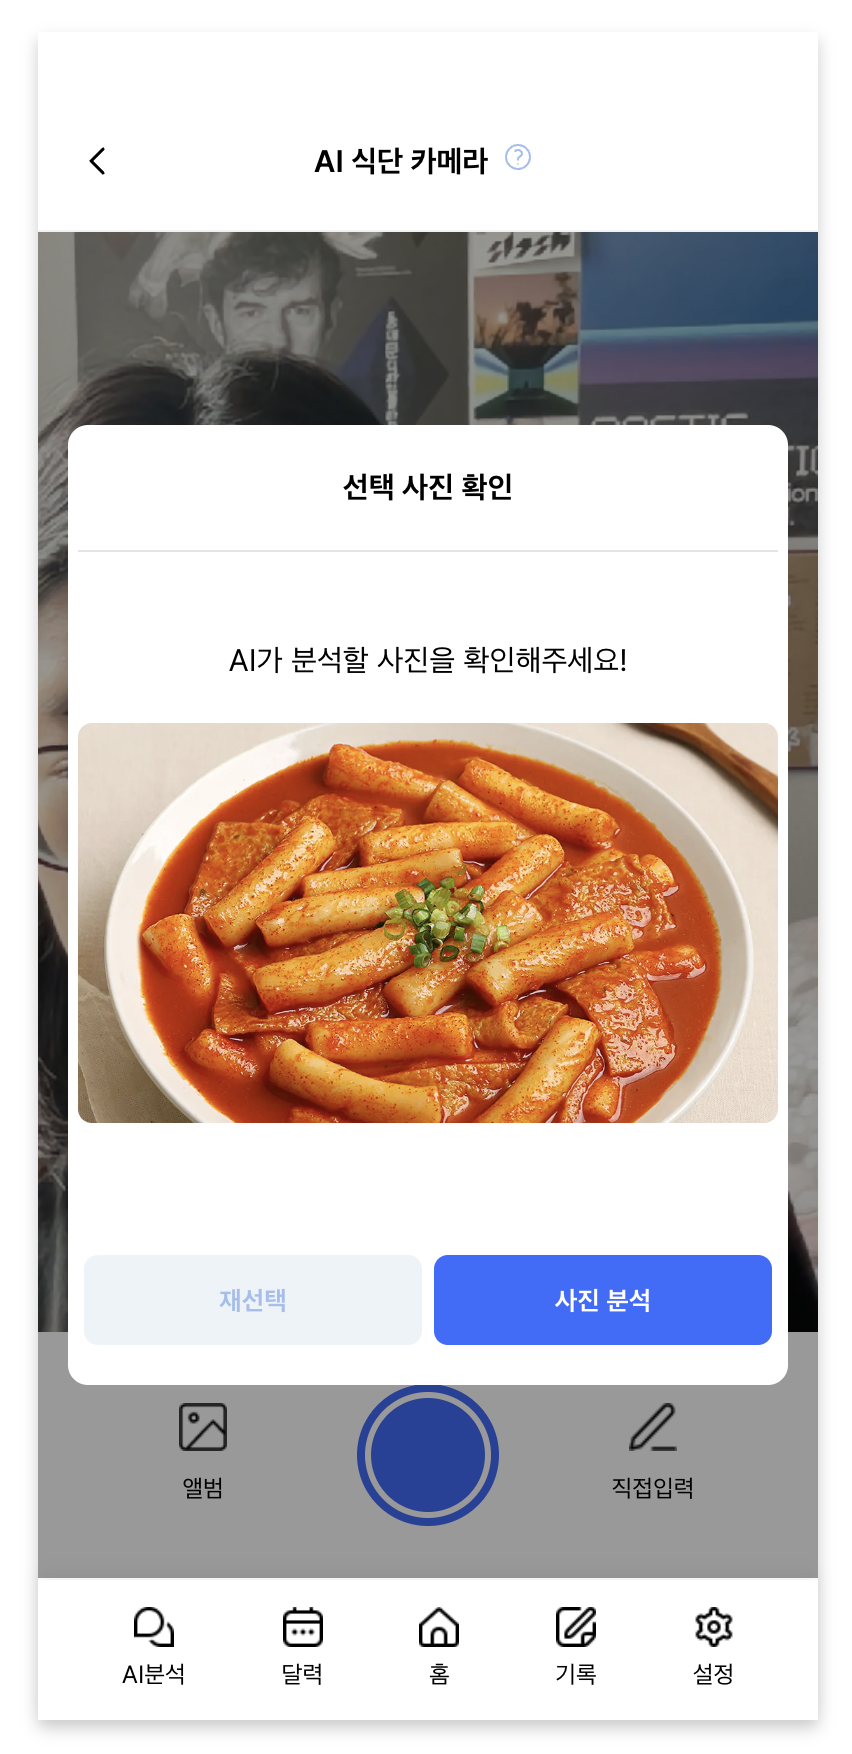 AI 식단 카메라
?
slash
선택 사진 확인
AI가 분석할 사진을 확인해주세요!
재선택
사진 분석
앨범
직접입력
AI분석
달력
홈
기록
설정